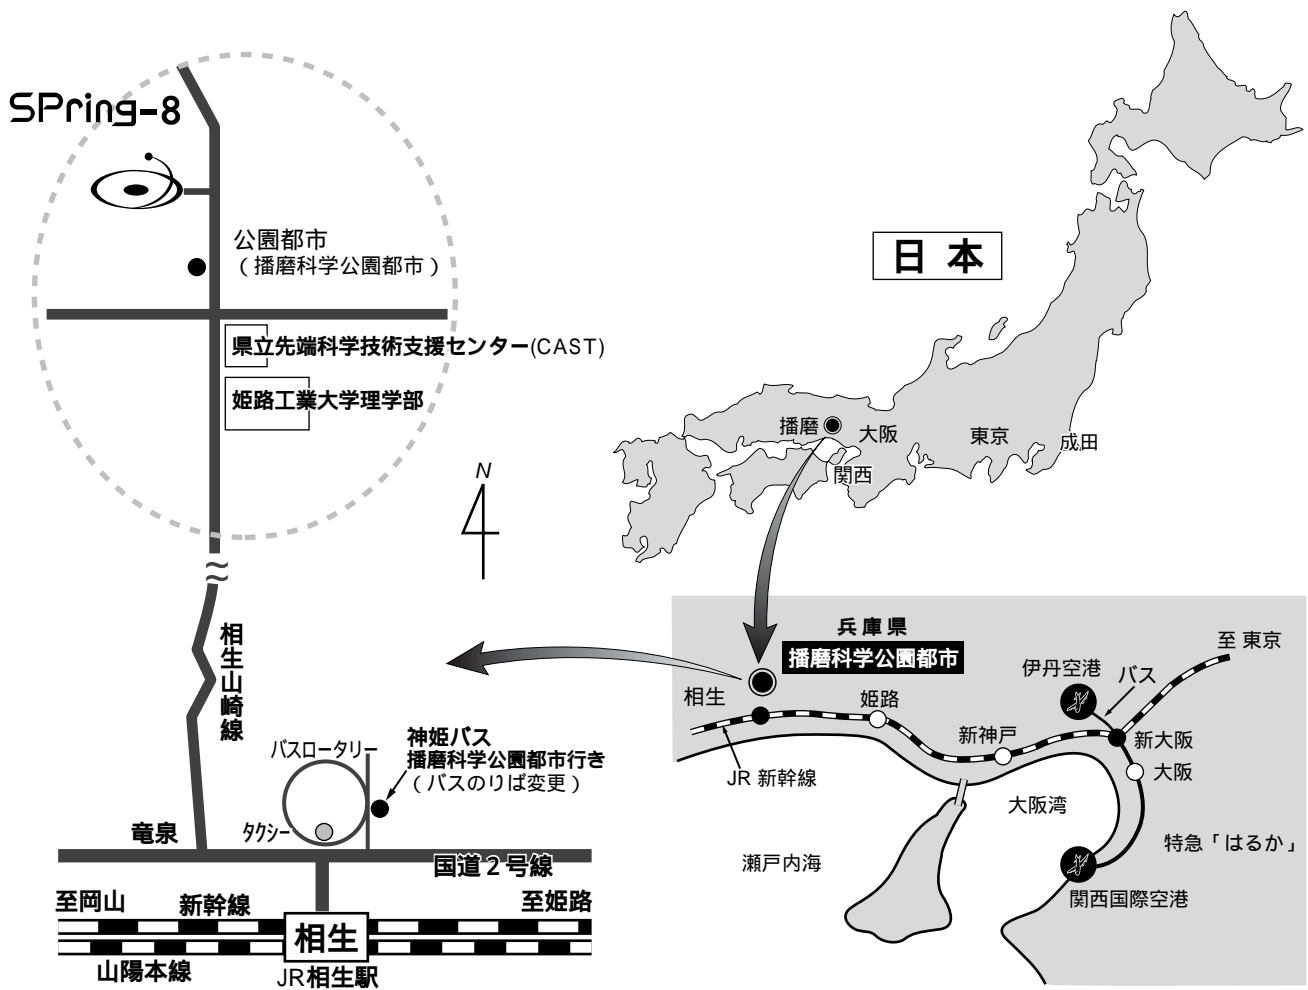 SPring-8
公園都市
（播磨科学公園都市）
県立先端科学技術支援センター(CAST)
姫路工業大学理学部
N
相生山崎線
バスロータリー
タクシー
神姫バス
播磨科学公園都市行き
（バスのりば変更）
竜泉
国道2号線
至岡山
新幹線
至姫路
相生
山陽本線
JR相生駅
日本
播磨
大阪
東京
成田
関西
兵庫県
播磨科学公園都市
至 東京
伊丹空港
バス
相生
姫路
新神戸
新大阪
JR 新幹線
大阪
大阪湾
特急「はるか」
瀬戸内海
関西国際空港